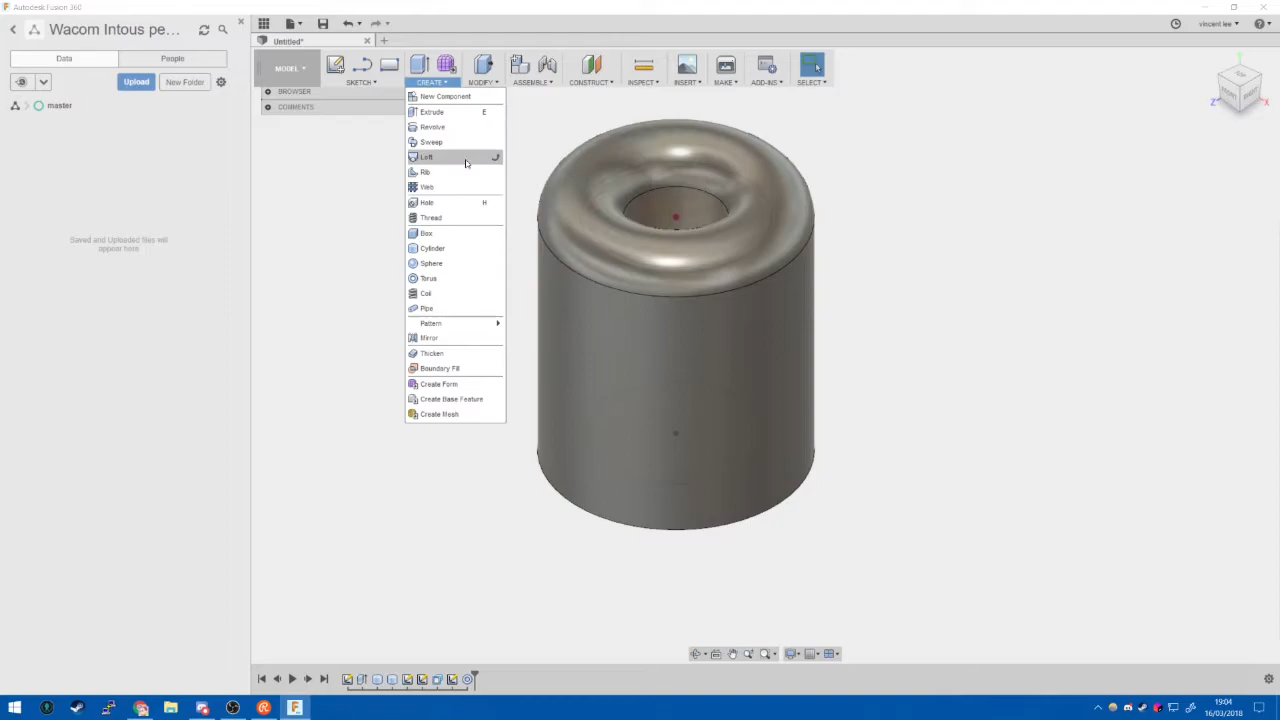 Autodesk Fusion 360
Wacom Intous pe...
Data
People
Upload
New Folder
master
Saved and Uploaded files will
appear here
Untitled*
vincent lee
MODEL
SKETCH
CREATE
MODIFY
ASSEMBLE
CONSTRUCT
INSPECT
INSERT
MAKE
ADD-INS
SELECT
BROWSER
COMMENTS
New Component
Extrude E
Revolve
Sweep
Loft
Rib
Web
Hole H
Thread
Box
Cylinder
Sphere
Torus
Coil
Pipe
Pattern
Mirror
Thicken
Boundary Fill
Create Form
Create Base Feature
Create Mesh
FRONT
RIGHT
Z
X
19:04
16/03/2018